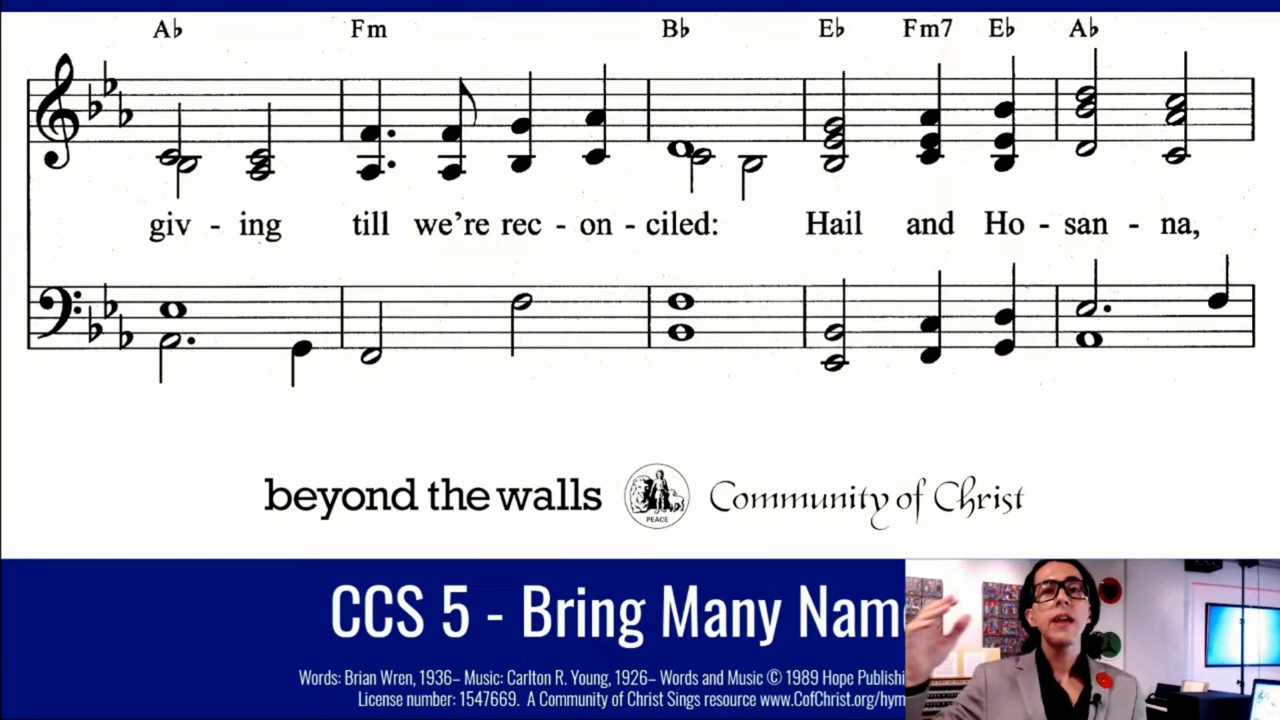 A♭ Fm B♭ E♭ Fm7 E♭ A♭
giv - ing till we're rec - on - ciled: Hail and Ho - san - na,
beyond the walls PEACE Community of Christ
CCS 5 - Bring Many Nam
Words: Brian Wren, 1936– Music: Carlton R. Young, 1926– Words and Music © 1989 Hope Publishi
License number: 1547669. A Community of Christ Sings resource www.CofChrist.org/hym